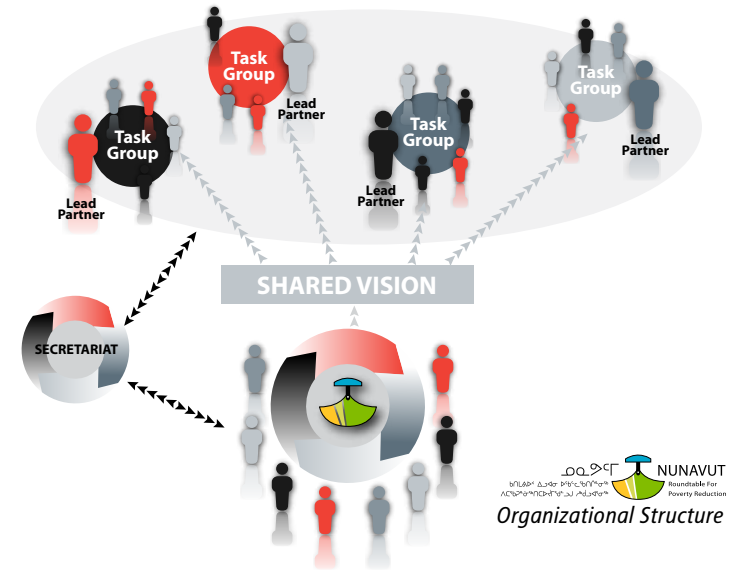 Task
Group
Lead
Partner
Task
Group
Lead
Partner
Task
Group
Lead
Partner
Task
Group
Lead
Partner
SHARED VISION
SECRETARIAT
NUNAVUT
Roundtable For
Poverty Reduction
Organizational Structure